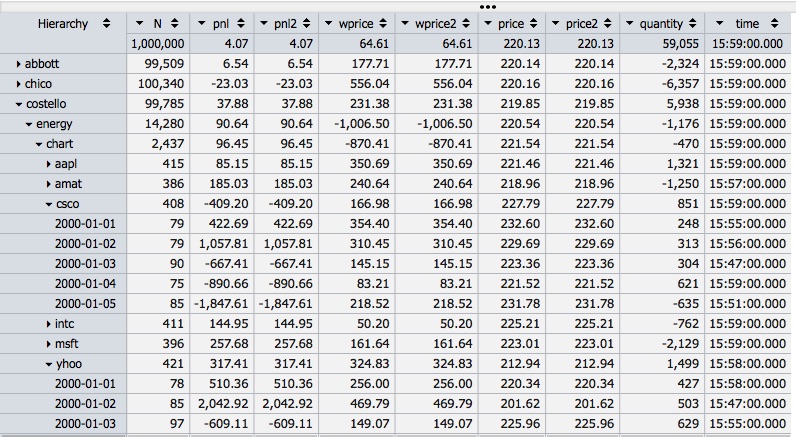 Hierarchy N pnl pnl2 wprice wprice2 price price2 quantity time
1,000,000 4.07 4.07 64.61 64.61 220.13 220.13 59,055 15:59:00.000
abbott 99,509 6.54 6.54 177.71 177.71 220.14 220.14 -2,324 15:59:00.000
chico 100,340 -23.03 -23.03 556.04 556.04 220.16 220.16 -6,357 15:59:00.000
costello 99,785 37.88 37.88 231.38 231.38 219.85 219.85 5,938 15:59:00.000
energy 14,280 90.64 90.64 -1,006.50 -1,006.50 220.54 220.54 -1,176 15:59:00.000
chart 2,437 96.45 96.45 -870.41 -870.41 221.54 221.54 -470 15:59:00.000
aapl 415 85.15 85.15 350.69 350.69 221.46 221.46 1,321 15:59:00.000
amat 386 185.03 185.03 240.64 240.64 218.96 218.96 -1,250 15:57:00.000
csco 408 -409.20 -409.20 166.98 166.98 227.79 227.79 851 15:59:00.000
2000-01-01 79 422.69 422.69 354.40 354.40 232.60 232.60 248 15:55:00.000
2000-01-02 79 1,057.81 1,057.81 310.45 310.45 229.69 229.69 313 15:56:00.000
2000-01-03 90 -667.41 -667.41 145.15 145.15 223.36 223.36 304 15:47:00.000
2000-01-04 75 -890.66 -890.66 83.21 83.21 221.52 221.52 621 15:59:00.000
2000-01-05 85 -1,847.61 -1,847.61 218.52 218.52 231.78 231.78 -635 15:51:00.000
intc 411 144.95 144.95 50.20 50.20 225.21 225.21 -762 15:59:00.000
msft 396 257.68 257.68 161.64 161.64 223.01 223.01 -2,129 15:59:00.000
yhoo 421 317.41 317.41 324.83 324.83 212.94 212.94 1,499 15:58:00.000
2000-01-01 78 510.36 510.36 256.00 256.00 220.34 220.34 427 15:58:00.000
2000-01-02 85 2,042.92 2,042.92 469.79 469.79 201.62 201.62 503 15:47:00.000
2000-01-03 97 -609.11 -609.11 149.07 149.07 225.96 225.96 629 15:55:00.000